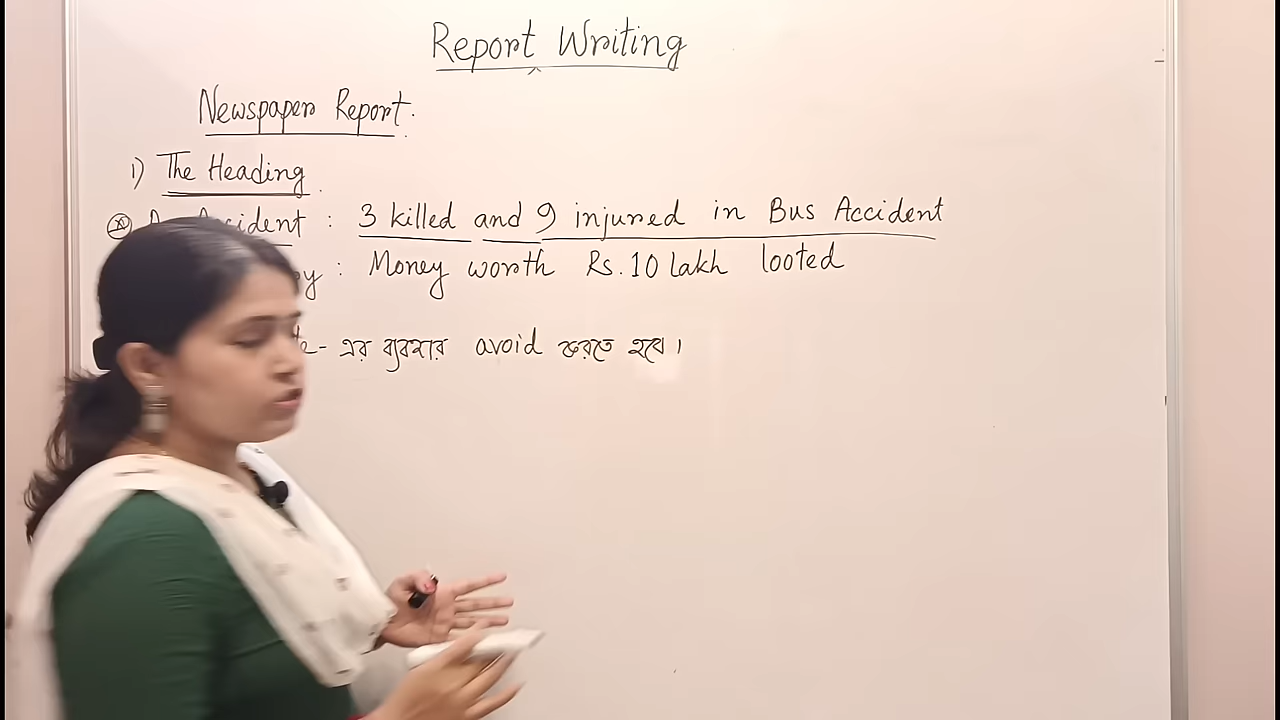 Report Writing
Newspaper Report.
1) The Heading
: 3 killed and 9 injured in Bus Accident
: Money worth Rs. 10 lakh looted
- এর ব্যবহার avoid করতে হবে।